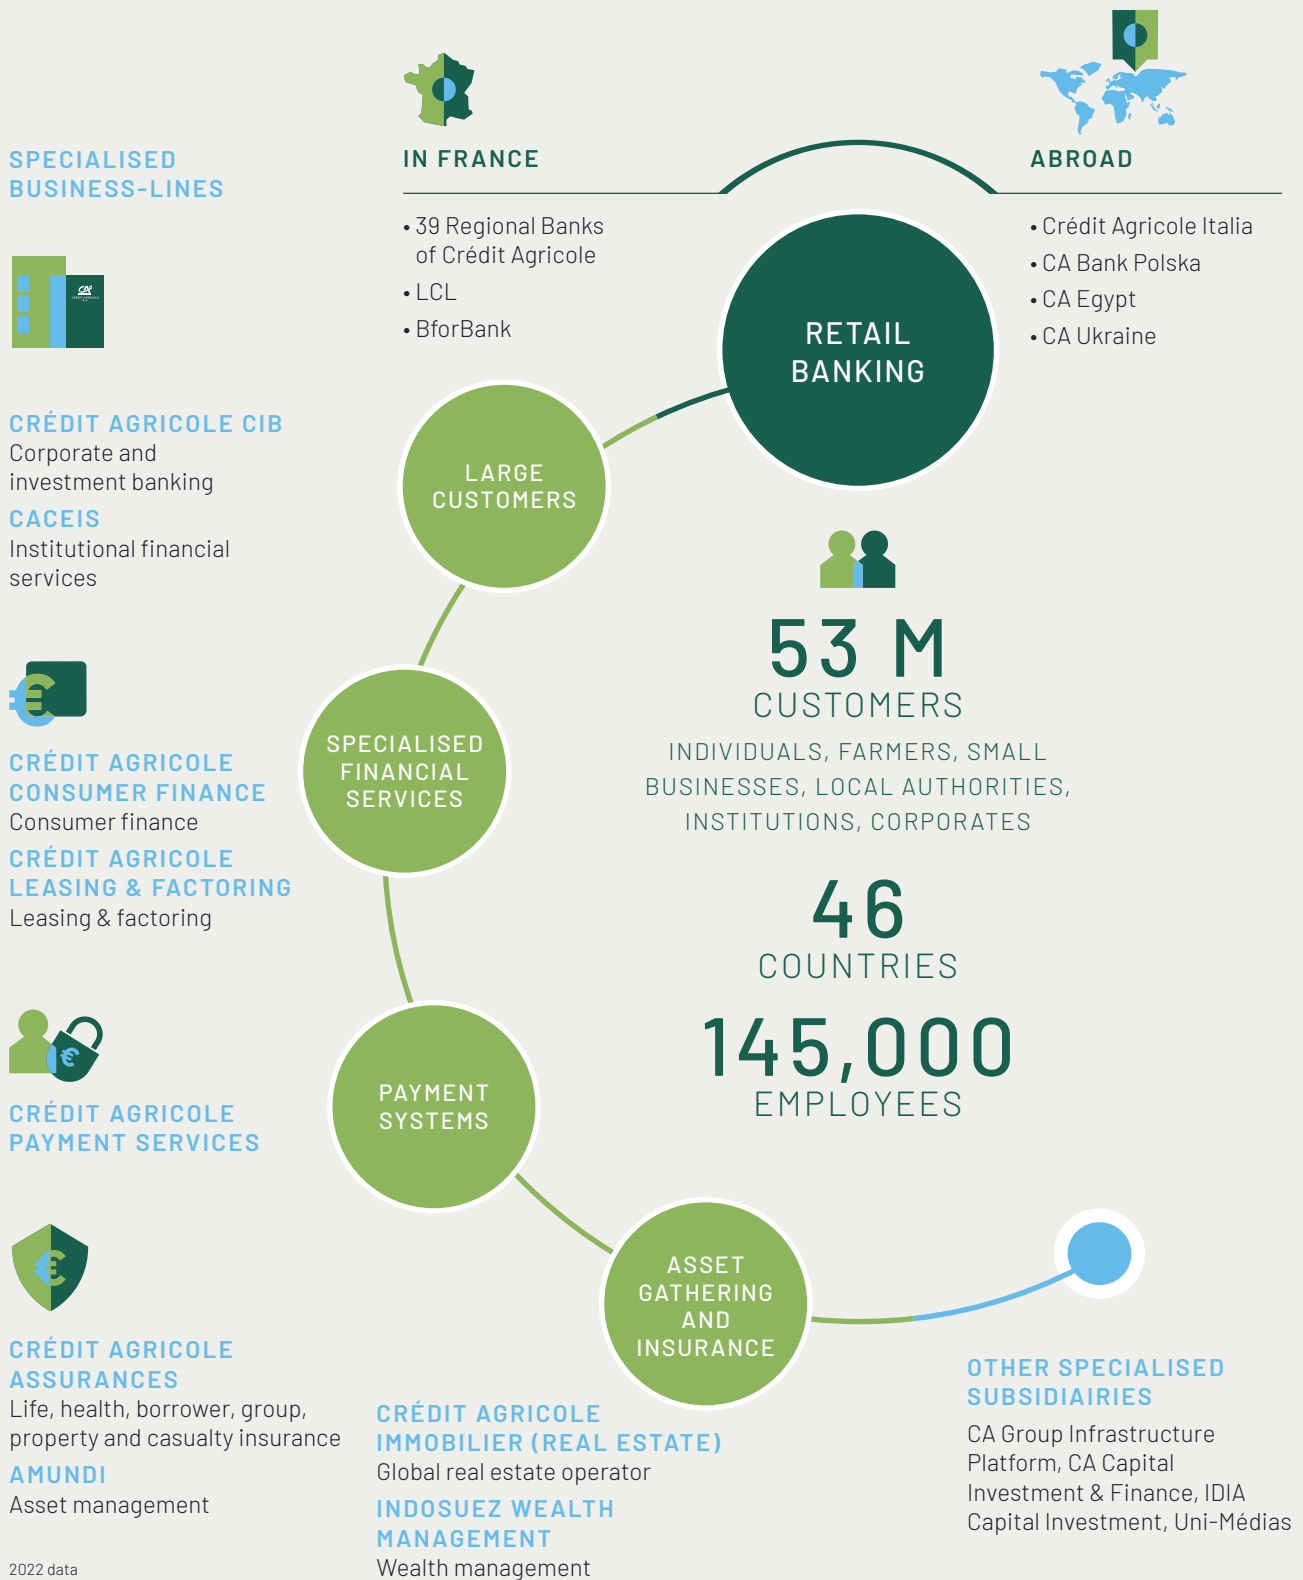 IN FRANCE
ABROAD
SPECIALISED
BUSINESS-LINES
• 39 Regional Banks
of Crédit Agricole
• LCL
• BforBank
RETAIL
BANKING
• Crédit Agricole Italia
• CA Bank Polska
• CA Egypt
• CA Ukraine
CRÉDIT AGRICOLE CIB
Corporate and
investment banking
CACEIS
Institutional financial
services
LARGE
CUSTOMERS
53 M
CUSTOMERS
INDIVIDUALS, FARMERS, SMALL
BUSINESSES, LOCAL AUTHORITIES,
INSTITUTIONS, CORPORATES
46
COUNTRIES
145,000
EMPLOYEES
CRÉDIT AGRICOLE
CONSUMER FINANCE
Consumer finance
CRÉDIT AGRICOLE
LEASING & FACTORING
Leasing & factoring
SPECIALISED
FINANCIAL
SERVICES
CRÉDIT AGRICOLE
PAYMENT SERVICES
PAYMENT
SYSTEMS
ASSET
GATHERING
AND
INSURANCE
CRÉDIT AGRICOLE
ASSURANCES
Life, health, borrower, group,
property and casualty insurance
AMUNDI
Asset management
CRÉDIT AGRICOLE
IMMOBILIER (REAL ESTATE)
Global real estate operator
INDOSUEZ WEALTH
MANAGEMENT
Wealth management
OTHER SPECIALISED
SUBSIDIAIRIES
CA Group Infrastructure
Platform, CA Capital
Investment & Finance, IDIA
Capital Investment, Uni-Médias
2022 data